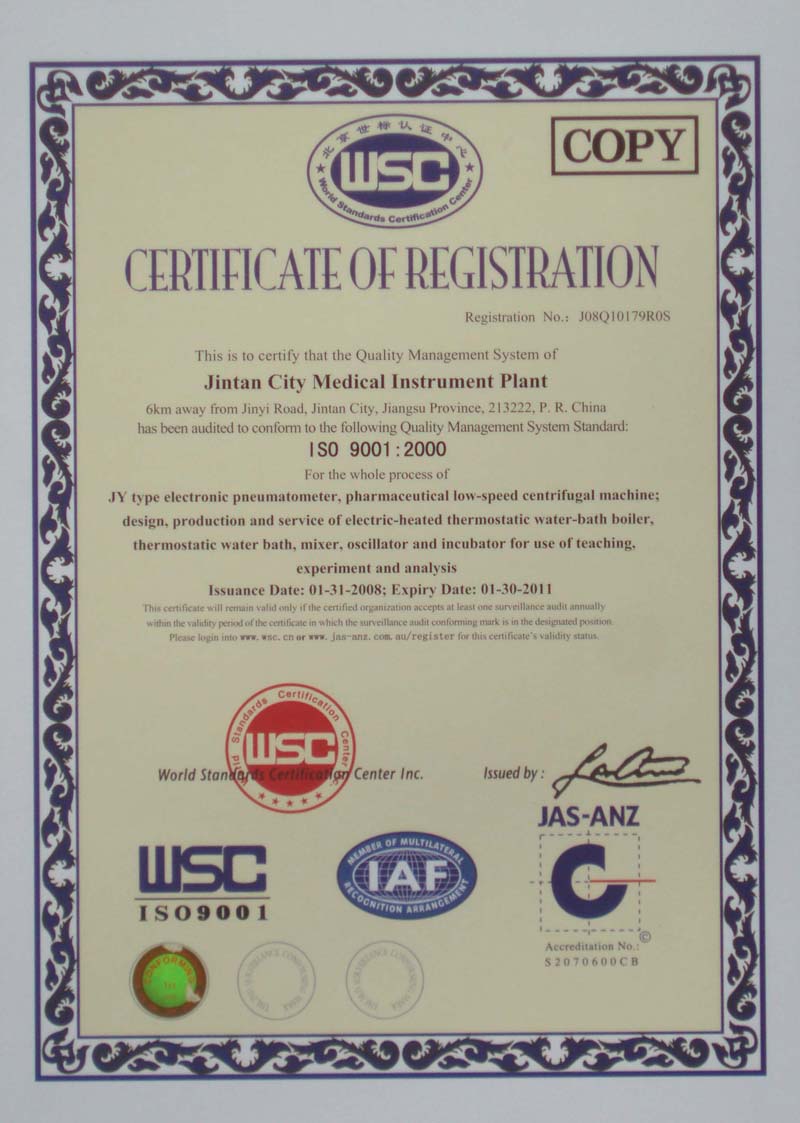 北京世标认证中心
WSC
World Standards Certification Center
COPY
CERTIFICATE OF REGISTRATION
Registration No.: J08Q10179R0S
This is to certify that the Quality Management System of
Jintan City Medical Instrument Plant
6km away from Jinyi Road, Jintan City, Jiangsu Province, 213222, P. R. China
has been audited to conform to the following Quality Management System Standard:
ISO 9001:2000
For the whole process of
JY type electronic pneumatometer, pharmaceutical low-speed centrifugal machine;
design, production and service of electric-heated thermostatic water-bath boiler,
thermostatic water bath, mixer, oscillator and incubator for use of teaching,
experiment and analysis
Issuance Date: 01-31-2008; Expiry Date: 01-30-2011
This certificate will remain valid only if the certified organization accepts at least one surveillance audit annually
within the validity period of the certificate in which the surveillance audit conforming mark is in the designated position.
Please login into www.wsc.cn or www.jas-anz.com.au/register for this certificate's validity status.
World Standards Certification Center Inc.
WSC
World Standards Certification Center Inc.
Issued by :
JAS-ANZ
WSC
ISO9001
MEMBER OF MULTILATERAL
IAF
RECOGNITION ARRANGEMENT
©
Accreditation No.:
S2070600CB
CONFORMING
1st